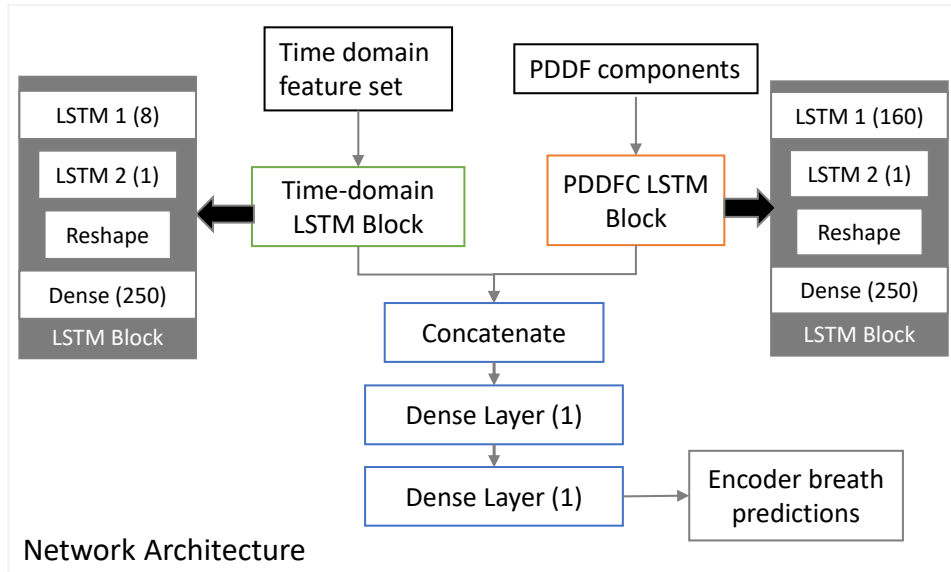 Time domain
feature set
PDDF components
LSTM 1 (8)
LSTM 2 (1)
Reshape
Dense (250)
LSTM Block
Time-domain
LSTM Block
PDDFC LSTM
Block
LSTM 1 (160)
LSTM 2 (1)
Reshape
Dense (250)
LSTM Block
Concatenate
Dense Layer (1)
Dense Layer (1)
Encoder breath
predictions
Network Architecture